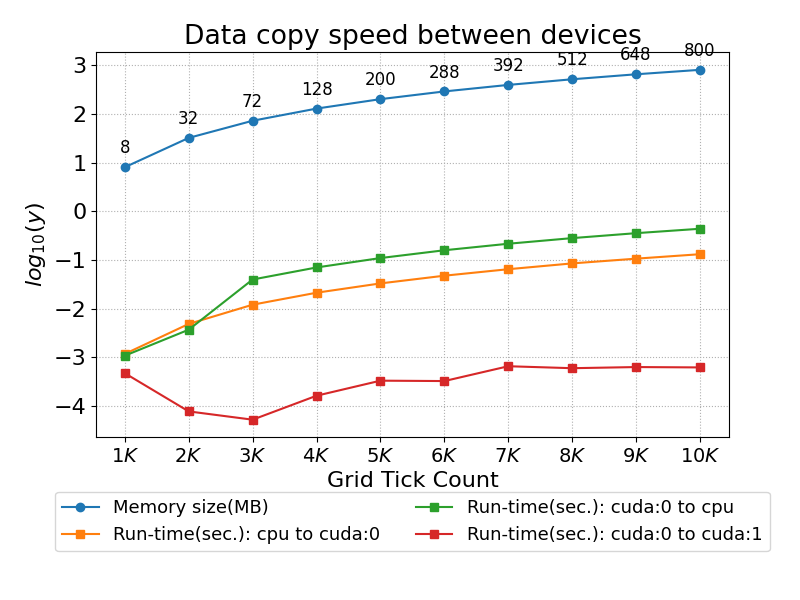 Data copy speed between devices
8 32 72 128 200 288 392 512 648 800
3
2
1
0
−1
−2
−3
−4
log10(y)
1K 2K 3K 4K 5K 6K 7K 8K 9K 10K
Grid Tick Count
Memory size(MB)
Run-time(sec.): cpu to cuda:0
Run-time(sec.): cuda:0 to cpu
Run-time(sec.): cuda:0 to cuda:1